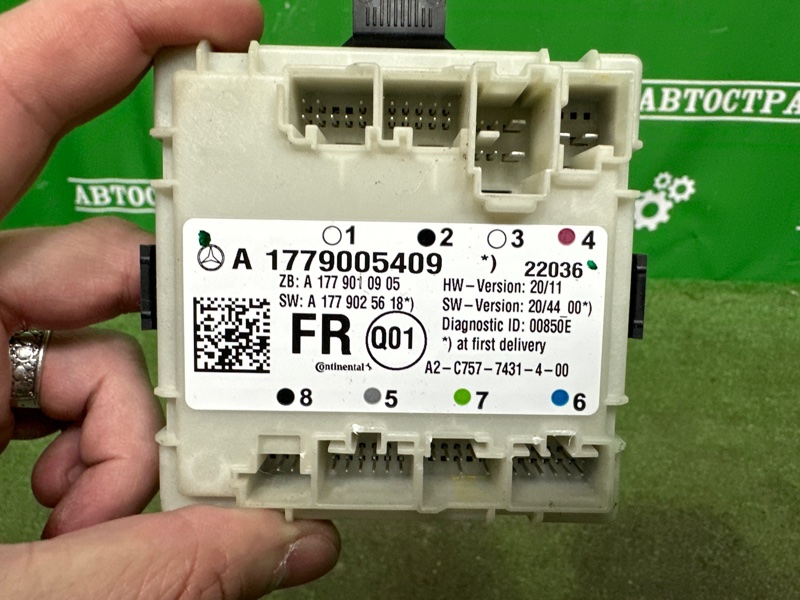 АВТОСТРА
АВТОСТ
1 2 3 4
A 1779005409 *) 22036
ZB: A 177 901 09 05
HW-Version: 20/11
SW: A 177 902 56 18*)
SW-Version: 20/44_00*)
FR Q01
Diagnostic ID: 00850E
*) at first delivery
Continental
A2-C757-7431-4-00
8 5 7 6